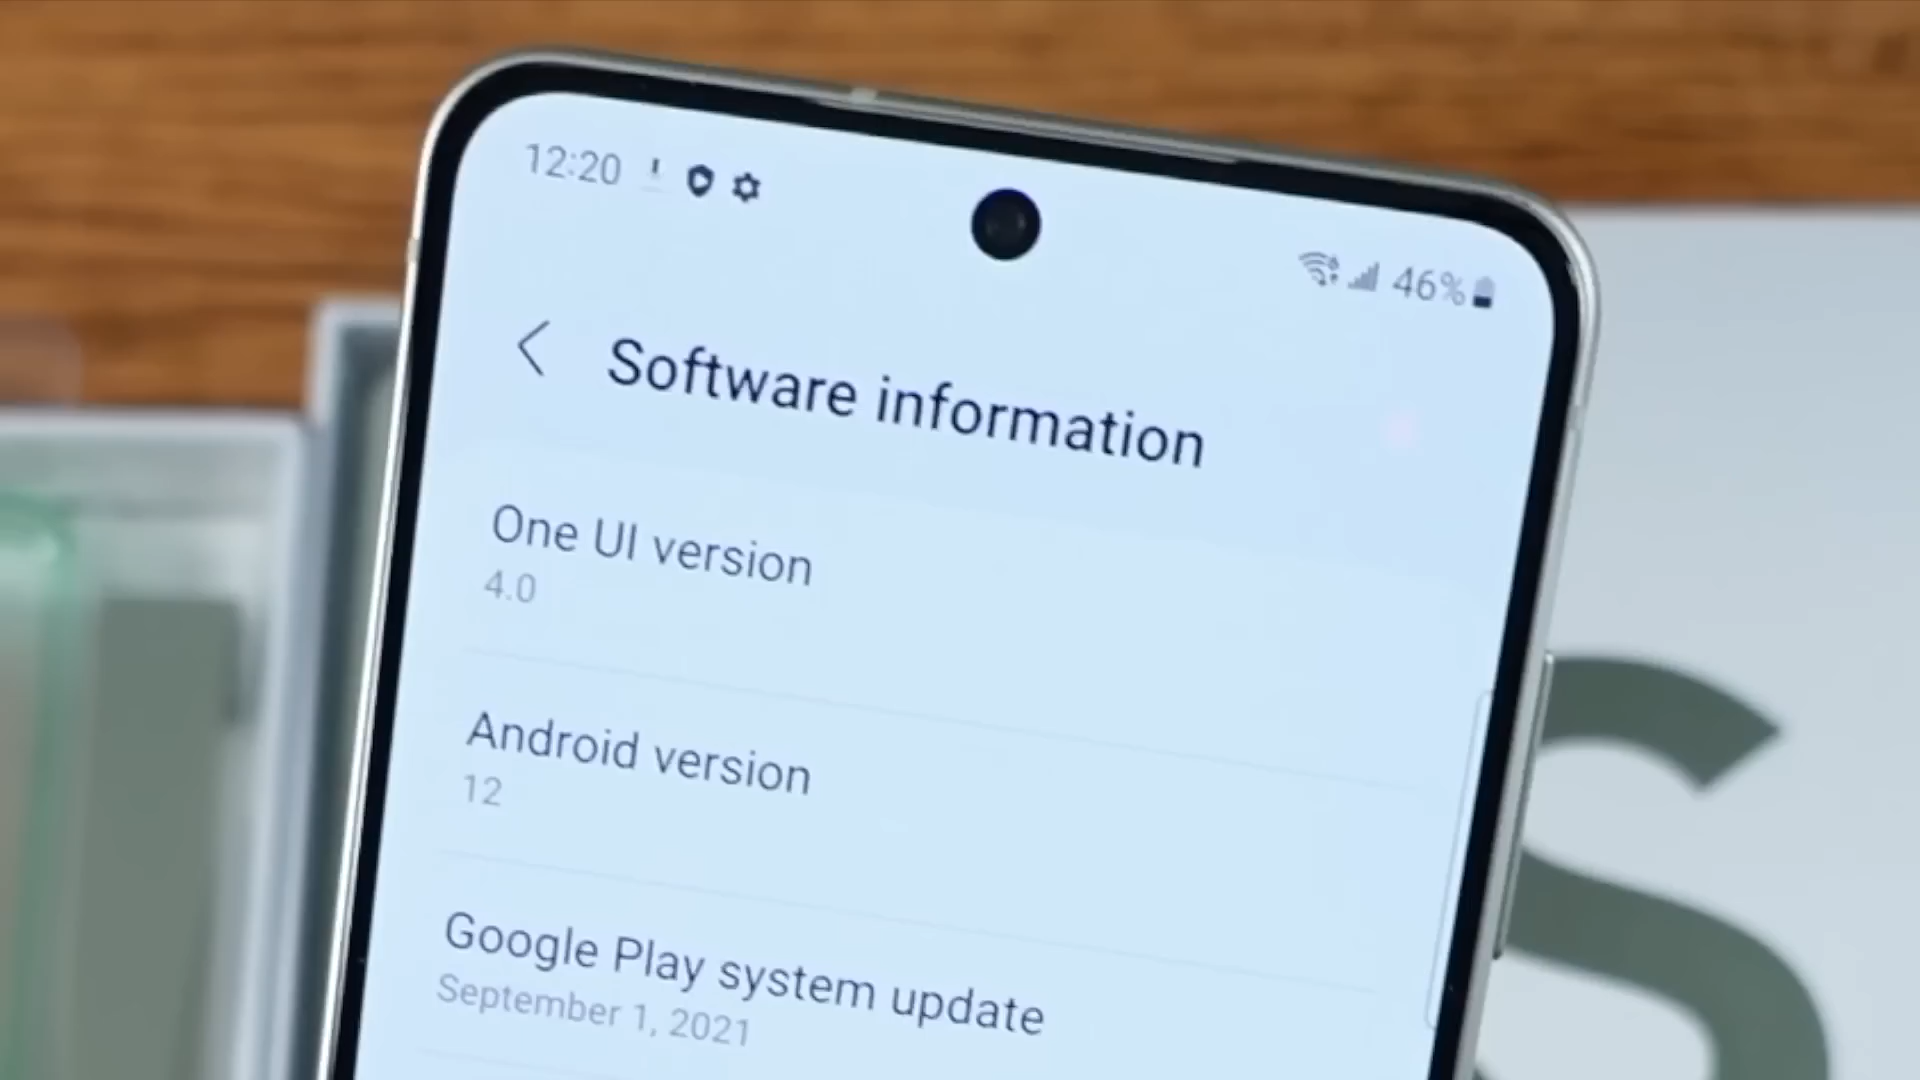 12:20
46%
Software information
One UI version
4.0
Android version
12
Google Play system update
September 1, 2021
S